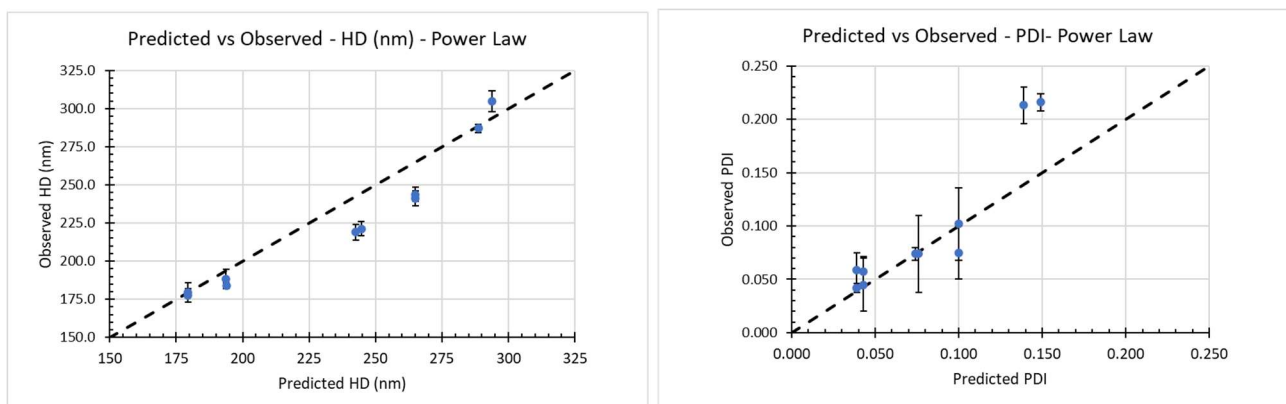 Predicted vs Observed - HD (nm) - Power Law
325.0
300.0
275.0
250.0
225.0
200.0
175.0
150.0
Observed HD (nm)
150 175 200 225 250 275 300 325
Predicted HD (nm)
Predicted vs Observed - PDI- Power Law
0.250
0.200
0.150
0.100
0.050
0.000
Observed PDI
0.000 0.050 0.100 0.150 0.200 0.250
Predicted PDI